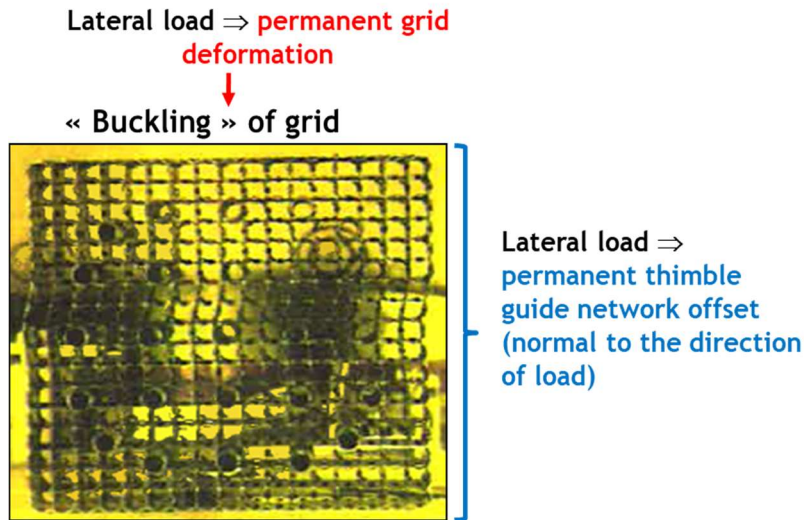 Lateral load ⇒ permanent grid
deformation
« Buckling » of grid
Lateral load ⇒
permanent thimble
guide network offset
(normal to the direction
of load)